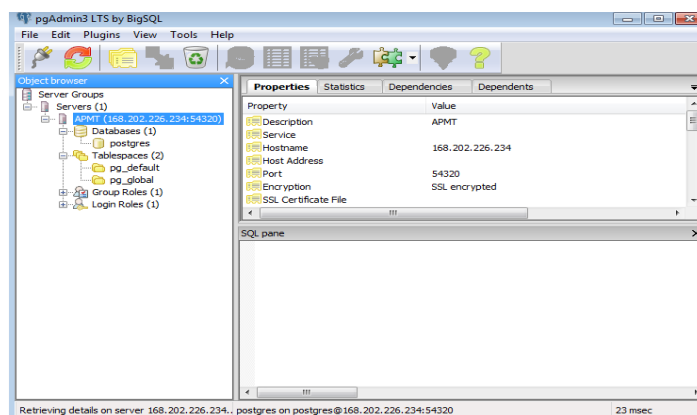 pgAdmin3 LTS by BigSQL
File Edit Plugins View Tools Help
Object browser
Server Groups
Servers (1)
APMT (168.202.226.234:54320)
Databases (1)
postgres
Tablespaces (2)
pg_default
pg_global
Group Roles (1)
Login Roles (1)
Properties Statistics Dependencies Dependents
Property Value
Description APMT
Service
Hostname 168.202.226.234
Host Address
Port 54320
Encryption SSL encrypted
SSL Certificate File
SQL pane
Retrieving details on server 168.202.226.234.. postgres on postgres@168.202.226.234:54320 23 msec